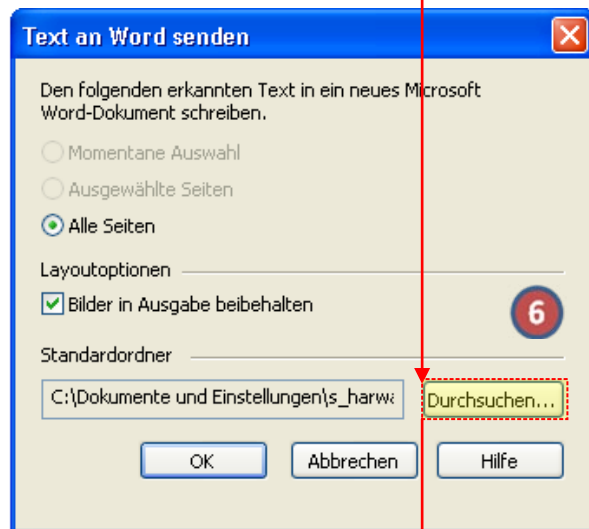 Text an Word senden
Den folgenden erkannten Text in ein neues Microsoft
Word-Dokument schreiben.
Momentane Auswahl
Ausgewählte Seiten
Alle Seiten
Layoutoptionen
Bilder in Ausgabe beibehalten
6
Standardordner
C:\Dokumente und Einstellungen\s_harwa
Durchsuchen...
OK
Abbrechen
Hilfe